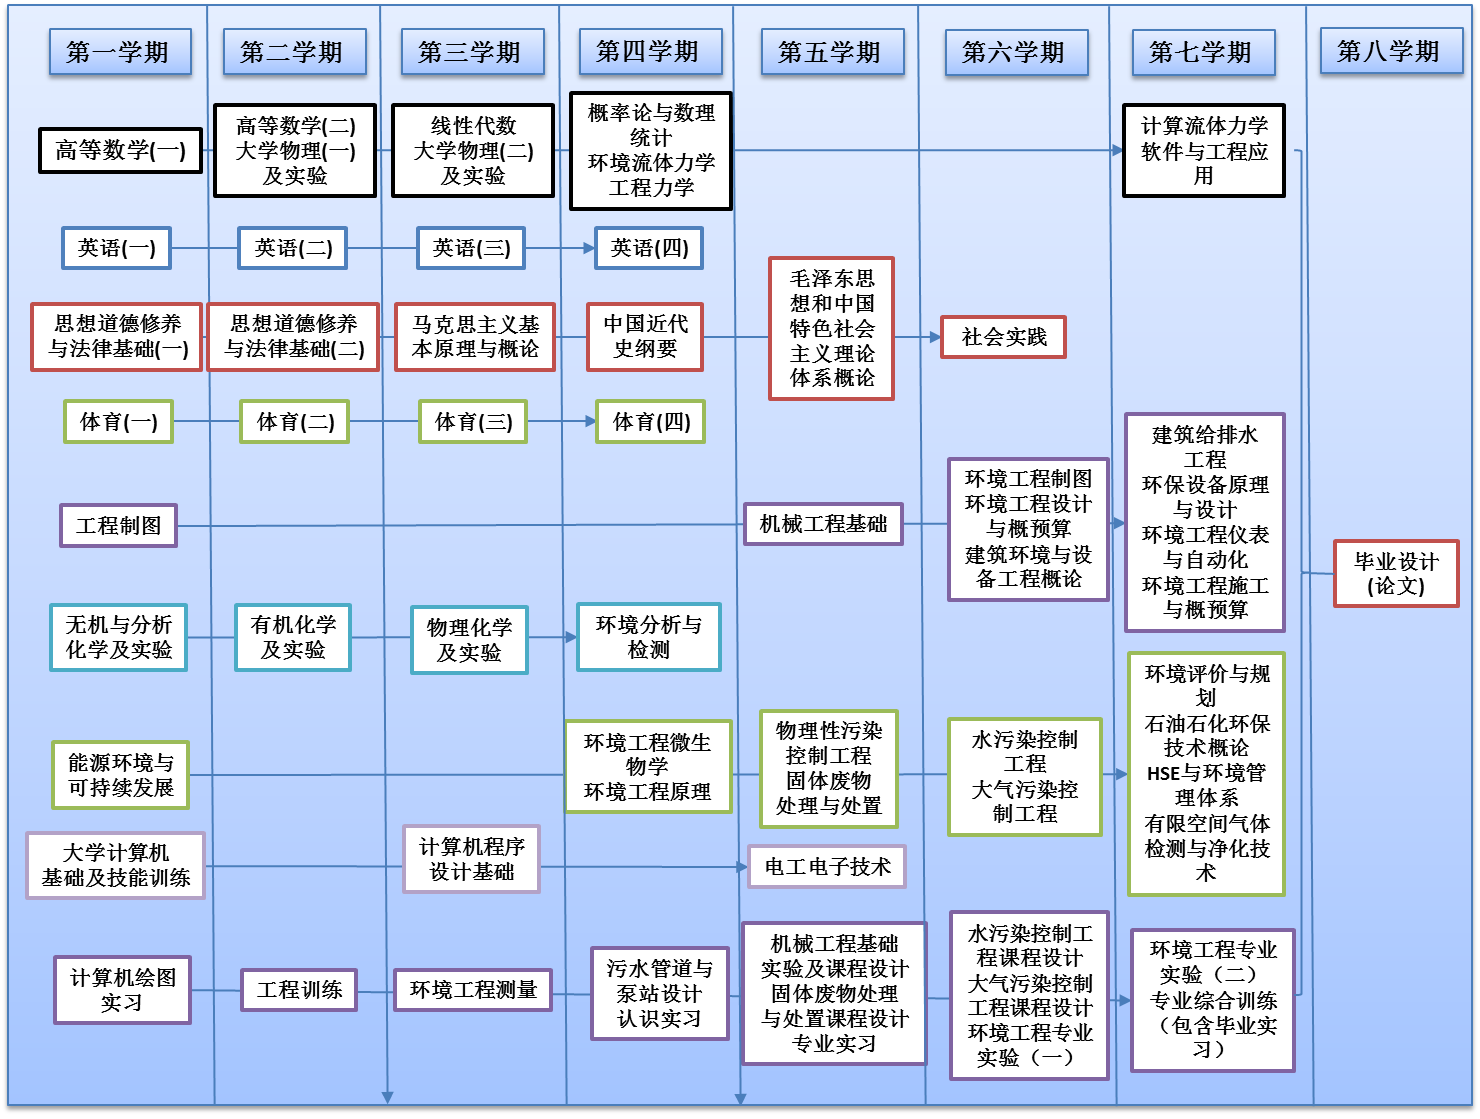 第一学期
第二学期
第三学期
第四学期
第五学期
第六学期
第七学期
第八学期
高等数学(一)
高等数学(二)
大学物理(一)
及实验
线性代数
大学物理(二)
及实验
概率论与数理
统计
环境流体力学
工程力学
计算流体力学
软件与工程应
用
英语(一)
英语(二)
英语(三)
英语(四)
思想道德修养
与法律基础(一)
思想道德修养
与法律基础(二)
马克思主义基
本原理与概论
中国近代
史纲要
毛泽东思
想和中国
特色社会
主义理论
体系概论
社会实践
体育(一)
体育(二)
体育(三)
体育(四)
工程制图
机械工程基础
环境工程制图
环境工程设计
与概预算
建筑环境与设
备工程概论
建筑给排水
工程
环保设备原理
与设计
环境工程仪表
与自动化
环境工程施工
与概预算
毕业设计
(论文)
无机与分析
化学及实验
有机化学
及实验
物理化学
及实验
环境分析与
检测
能源环境与
可持续发展
环境工程微生
物学
环境工程原理
物理性污染
控制工程
固体废物
处理与处置
水污染控制
工程
大气污染控
制工程
环境评价与规
划
石油石化环保
技术概论
HSE与环境管
理体系
有限空间气体
检测与净化技
术
大学计算机
基础及技能训练
计算机程序
设计基础
电工电子技术
计算机绘图
实习
工程训练
环境工程测量
污水管道与
泵站设计
认识实习
机械工程基础
实验及课程设计
固体废物处理
与处置课程设计
专业实习
水污染控制工
程课程设计
大气污染控制
工程课程设计
环境工程专业
实验（一）
环境工程专业
实验（二）
专业综合训练
（包含毕业实
习）